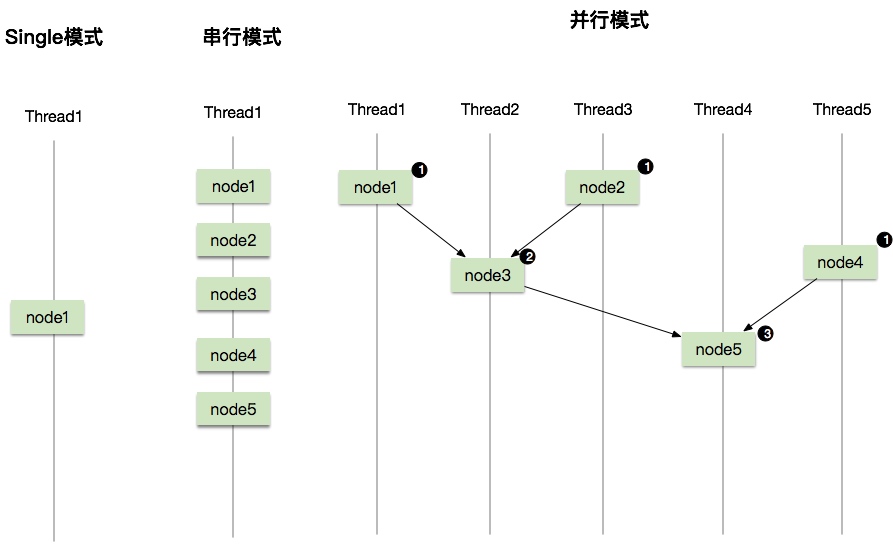 Single模式
串行模式
并行模式
Thread1
Thread1
Thread1
Thread2
Thread3
Thread4
Thread5
node1
node1
node2
node3
node4
node5
node1
1
node2
1
node3
2
node4
1
node5
3